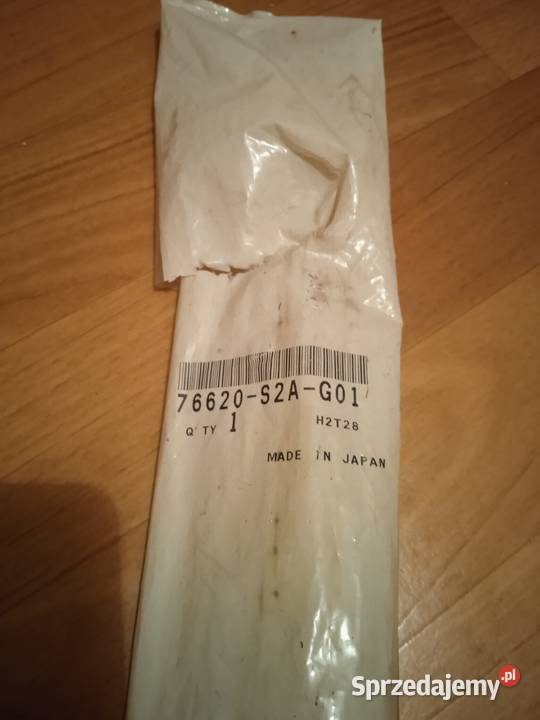 76620-S2A-G01
Q'TY 1 H2T28
MADE IN JAPAN
Sprzedajemy.pl